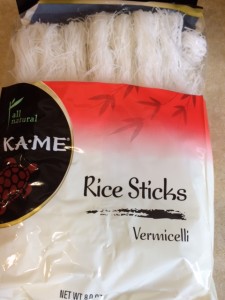 all
natural
KA·ME®
Rice Sticks
Vermicelli
NET WT